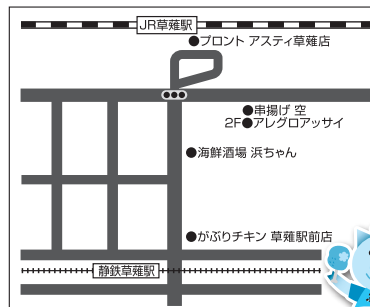 JR草薙駅
●プロント アスティ草薙店
●串揚げ 空
2F●アレグロアッサイ
●海鮮酒場 浜ちゃん
●がぶりチキン 草薙駅前店
静鉄草薙駅